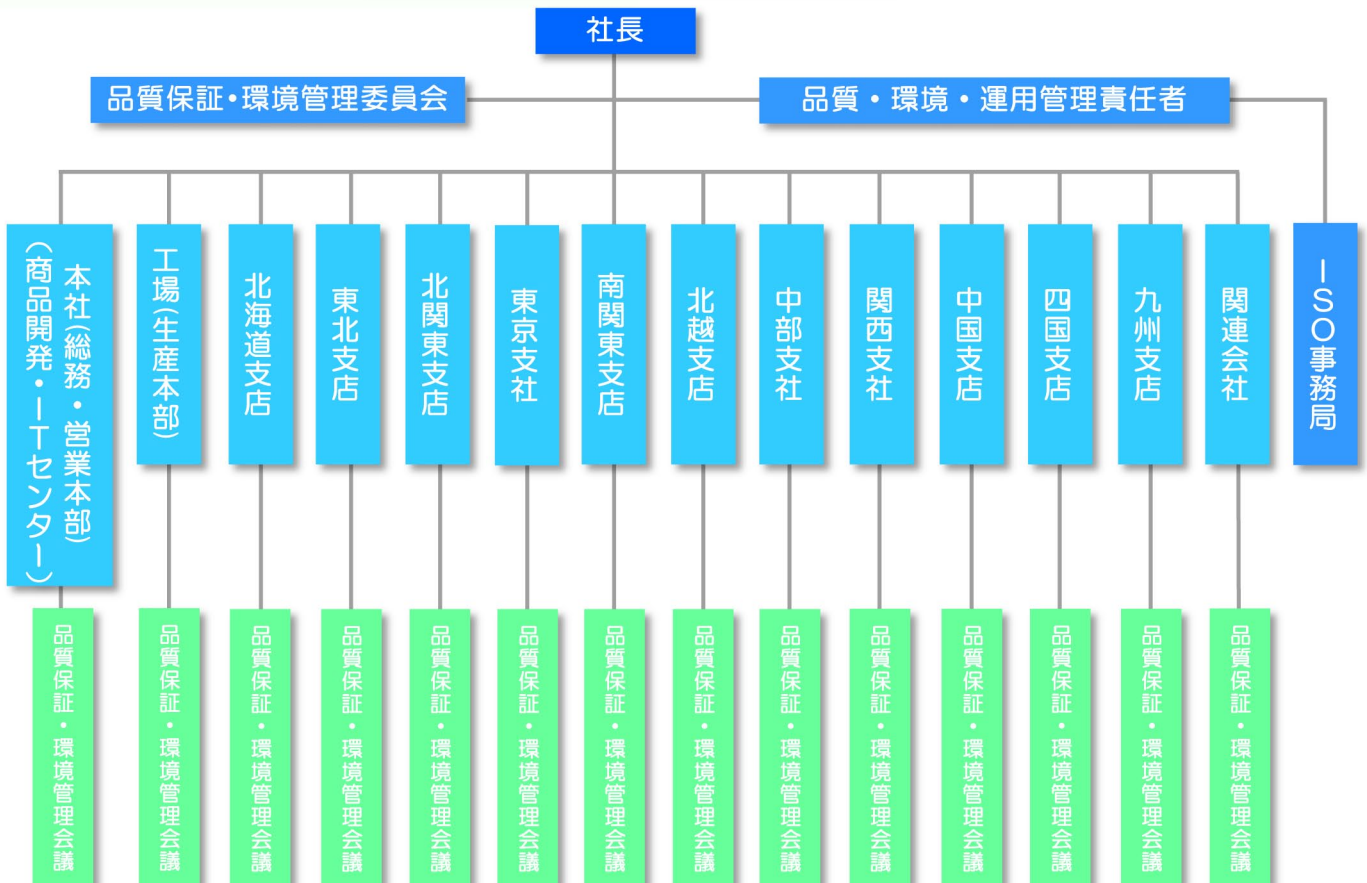 社長
品質保証・環境管理委員会
品質・環境・運用管理責任者
本社(総務・営業本部)
(商品開発・ITセンター)
工場(生産本部)
北海道支店
東北支店
北関東支店
東京支社
南関東支店
北越支店
中部支社
関西支社
中国支店
四国支店
九州支店
関連会社
ISO事務局
品質保証・環境管理会議
品質保証・環境管理会議
品質保証・環境管理会議
品質保証・環境管理会議
品質保証・環境管理会議
品質保証・環境管理会議
品質保証・環境管理会議
品質保証・環境管理会議
品質保証・環境管理会議
品質保証・環境管理会議
品質保証・環境管理会議
品質保証・環境管理会議
品質保証・環境管理会議
品質保証・環境管理会議